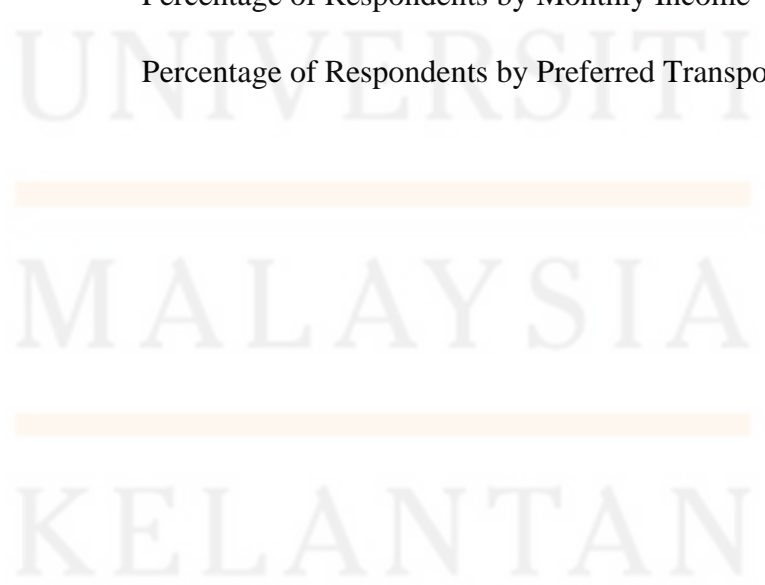 Percentage of Respondents by Monthly Income
Percentage of Respondents by Preferred Transpo
UNIVERSITI
MALAYSIA
KELANTAN